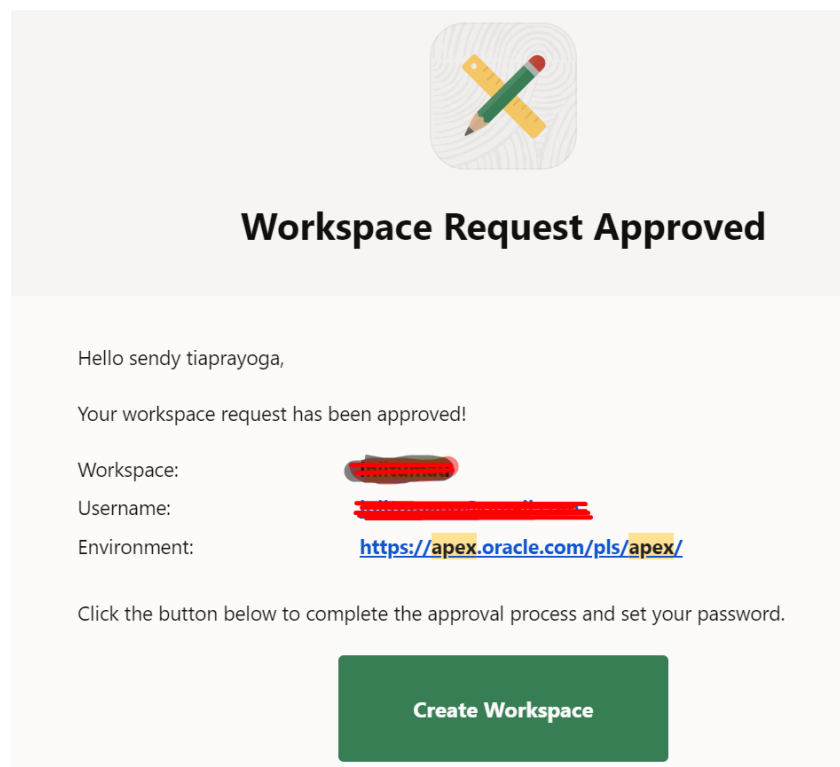 Workspace Request Approved
Hello sendy tiaprayoga,
Your workspace request has been approved!
Workspace:
Username:
Environment: https://apex.oracle.com/pls/apex/
Click the button below to complete the approval process and set your password.
Create Workspace